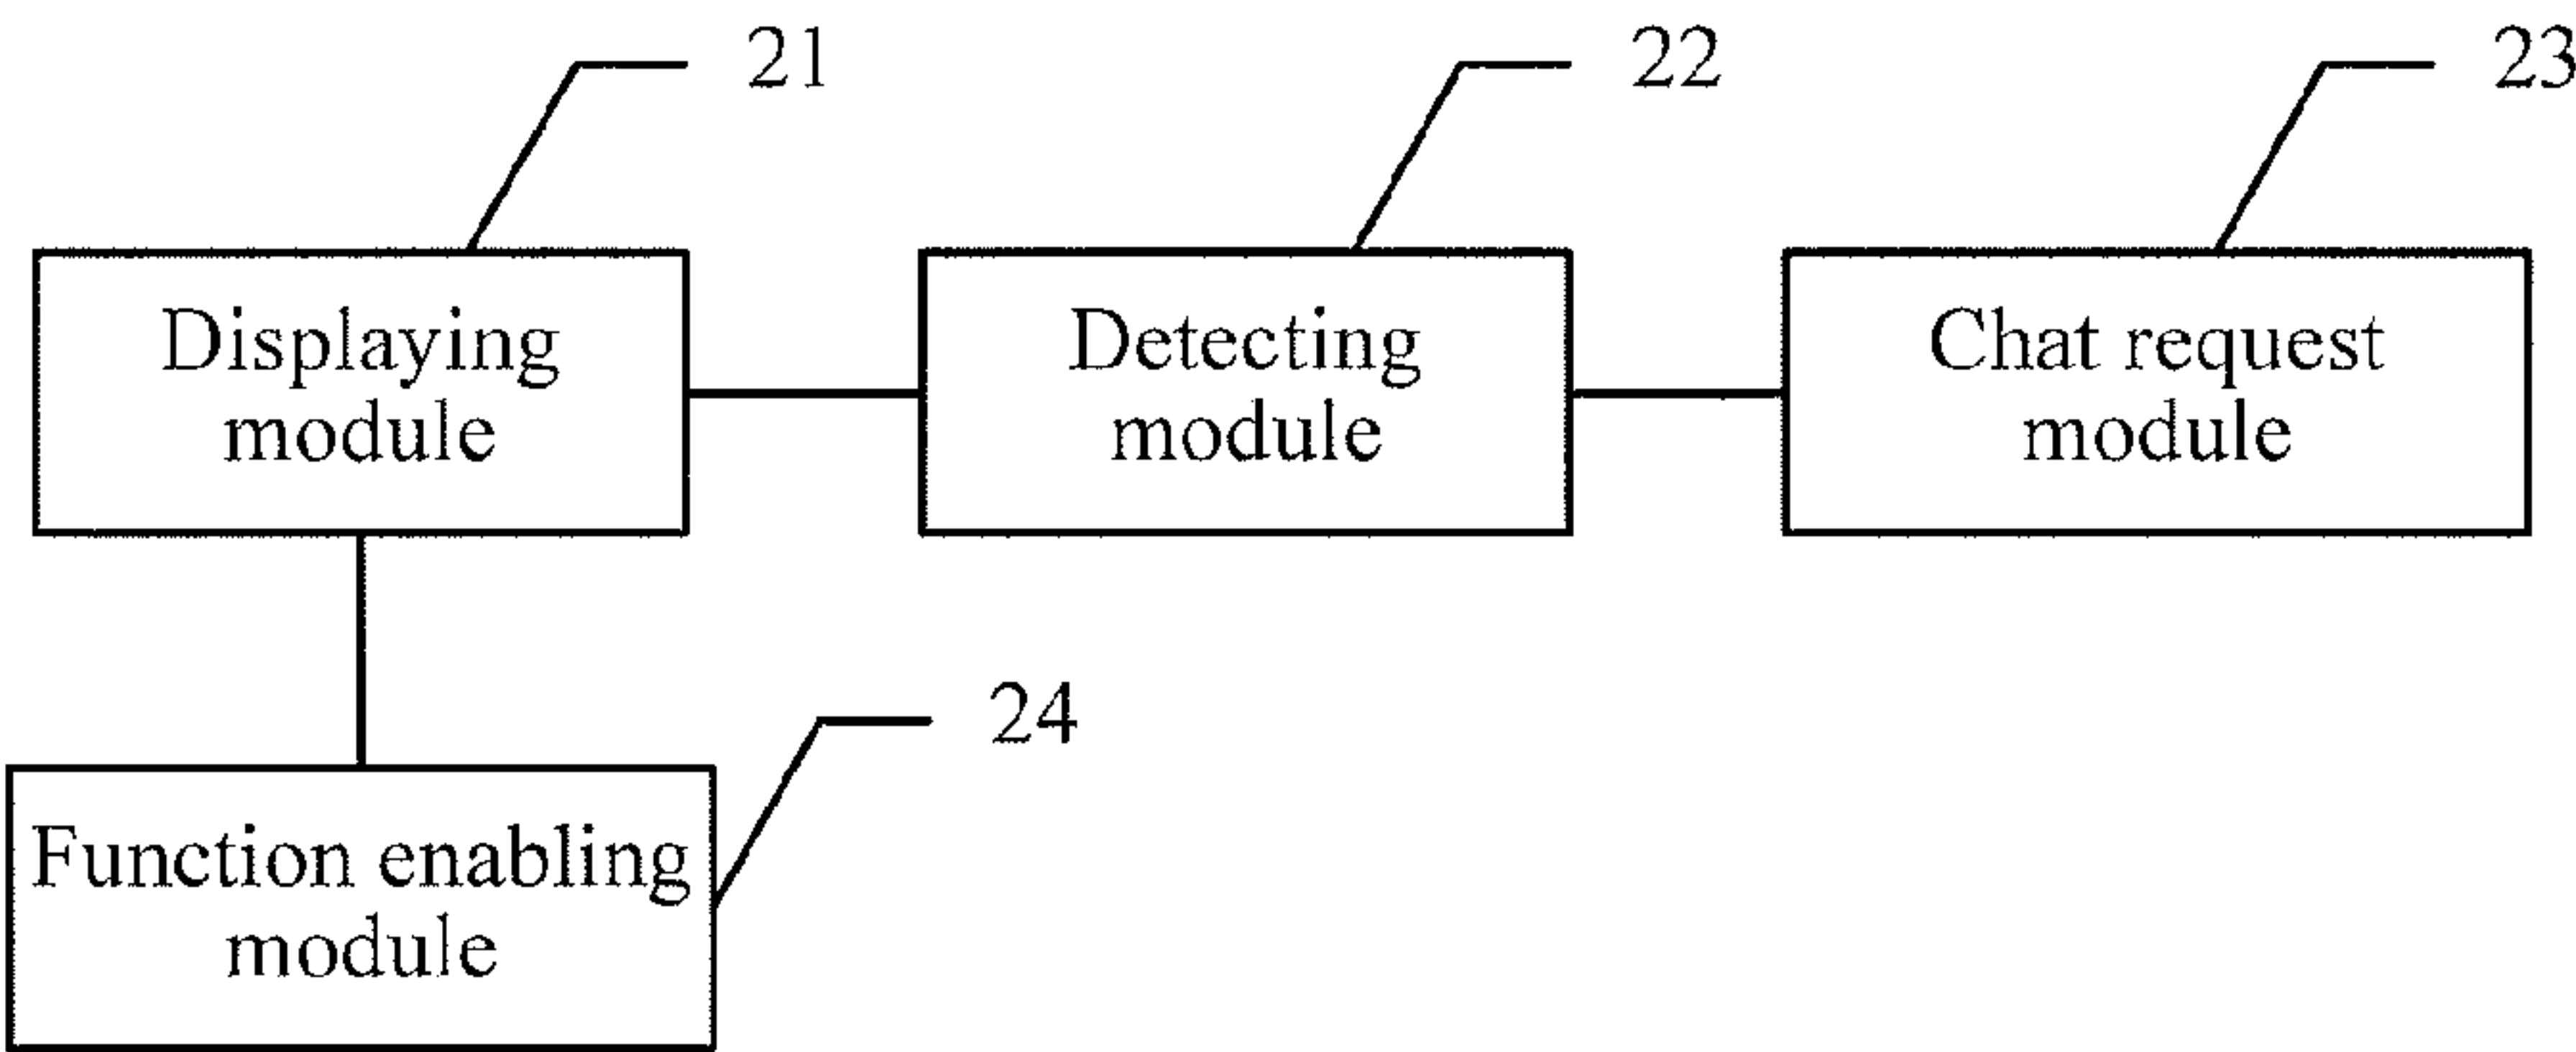 21
22
23
Displaying
module
Detecting
module
Chat request
module
24
Function enabling
module